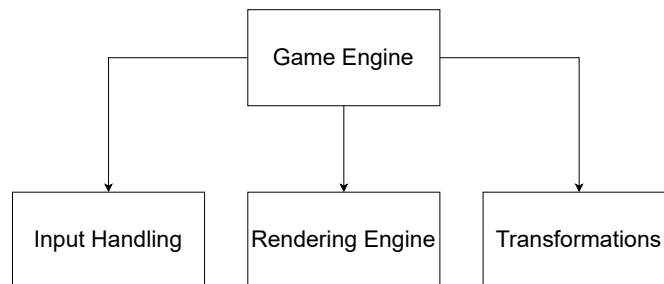 Game Engine
Input Handling
Rendering Engine
Transformations